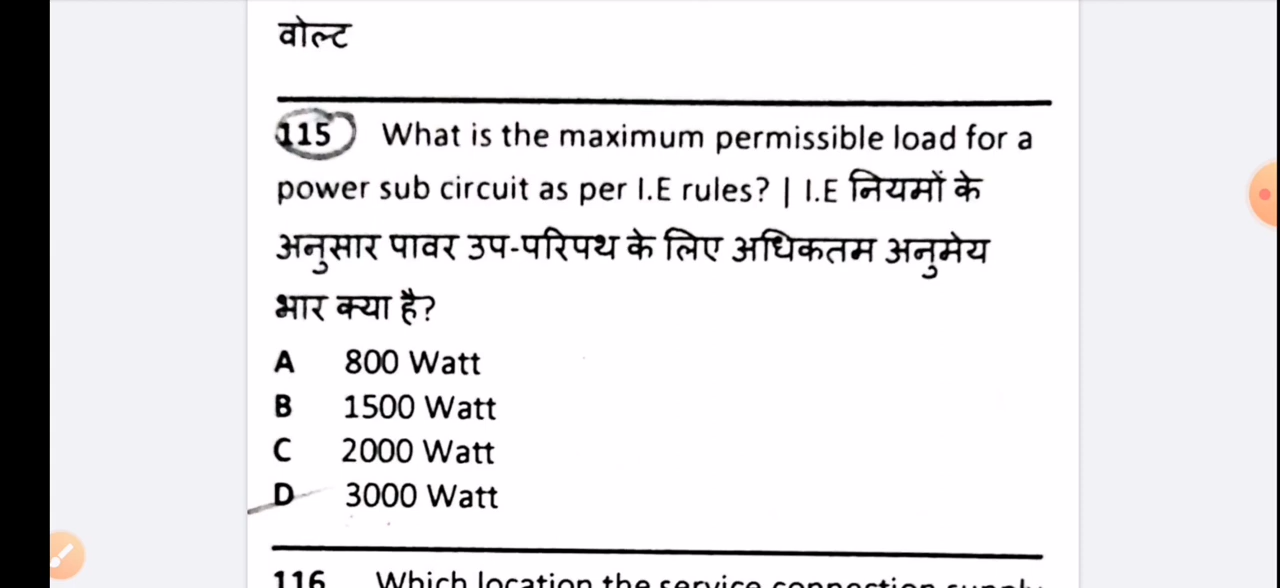 वोल्ट
115 What is the maximum permissible load for a
power sub circuit as per I.E rules? | I.E नियमों के
अनुसार पावर उप-परिपथ के लिए अधिकतम अनुमेय
भार क्या है?
A 800 Watt
B 1500 Watt
C 2000 Watt
D 3000 Watt
116 Which location the service connection supply